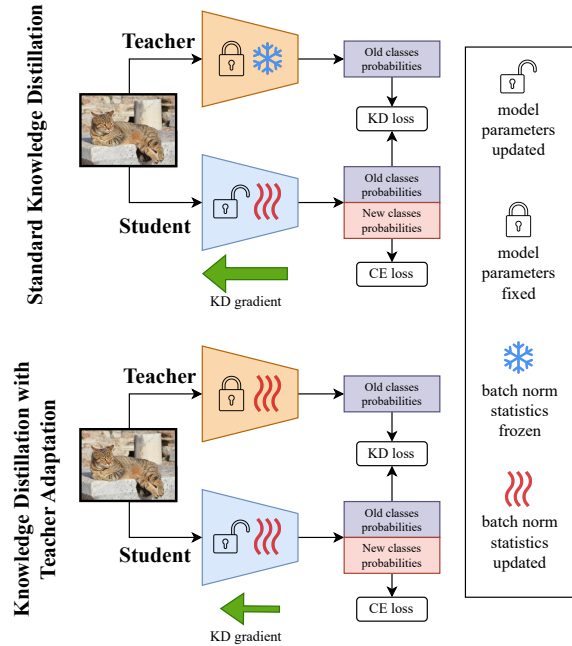 Standard Knowledge Distillation
Teacher
Old classes
probabilities
KD loss
Student
Old classes
probabilities
New classes
probabilities
CE loss
KD gradient
Knowledge Distillation with
Teacher Adaptation
Teacher
Old classes
probabilities
KD loss
Student
Old classes
probabilities
New classes
probabilities
CE loss
KD gradient
model
parameters
updated
model
parameters
fixed
batch norm
statistics
frozen
batch norm
statistics
updated